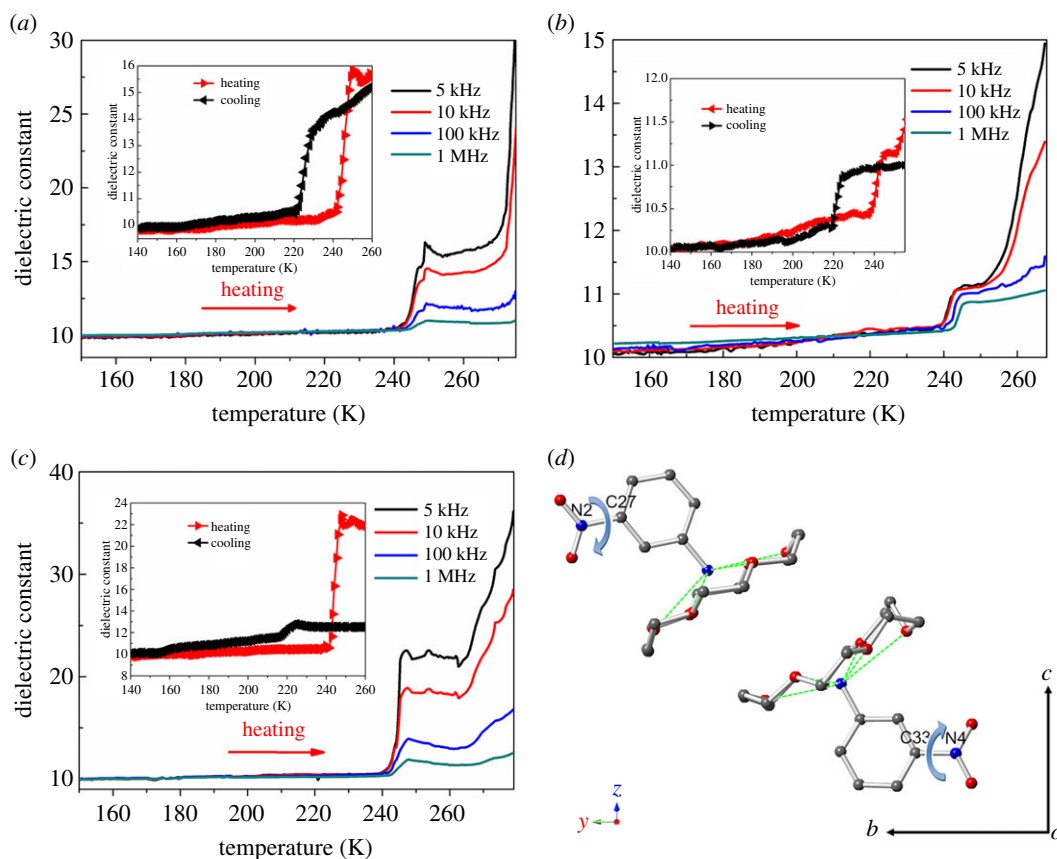 (a)
30
25
20
15
10
dielectric constant
160 180 200 220 240 260
temperature (K)
5 kHz
10 kHz
100 kHz
1 MHz
heating
16
15
14
13
12
11
10
9
8
dielectric constant
heating
cooling
140 160 180 200 220 240 260
temperature (K)
(b)
15
14
13
12
11
10
dielectric constant
160 180 200 220 240 260
temperature (K)
5 kHz
10 kHz
100 kHz
1 MHz
heating
12.0
11.5
11.0
10.5
10.0
dielectric constant
heating
cooling
140 160 180 200 220 240
temperature (K)
(c)
40
30
20
10
dielectric constant
160 180 200 220 240 260
temperature (K)
5 kHz
10 kHz
100 kHz
1 MHz
heating
24
22
20
18
16
14
12
10
8
dielectric constant
heating
cooling
140 160 180 200 220 240 260
temperature (K)
(d)
N2 C27
C33 N4
z
y
c
b